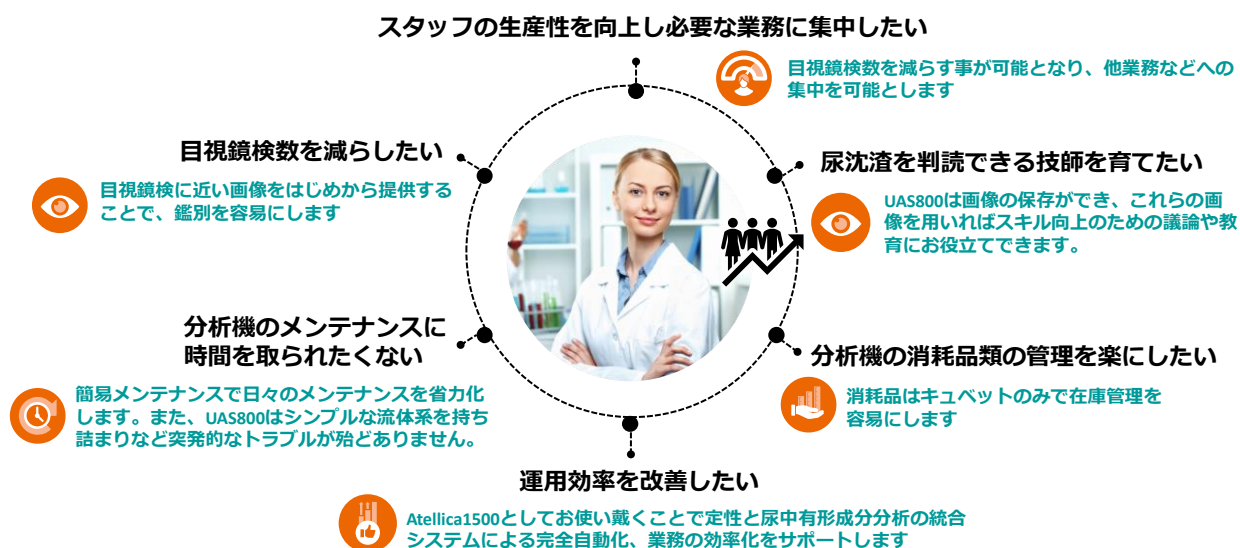 スタッフの生産性を向上し必要な業務に集中したい
目視鏡検数を減らす事が可能となり、他業務などへの
集中を可能とします
目視鏡検数を減らしたい
目視鏡検に近い画像をはじめから提供する
ことで、鑑別を容易にします
尿沈渣を判読できる技師を育てたい
UAS800は画像の保存ができ、これらの画
像を用いればスキル向上のための議論や教
育にお役立てできます。
分析機のメンテナンスに
時間を取られたくない
簡易メンテナンスで日々のメンテナンスを省力化
します。また、UAS800はシンプルな流体系を持ち
詰まりなど突発的なトラブルが殆どありません。
分析機の消耗品類の管理を楽にしたい
消耗品はキュベットのみで在庫管理を
容易にします
運用効率を改善したい
Atellica1500としてお使い戴くことで定性と尿中有形成分分析の統合
システムによる完全自動化、業務の効率化をサポートします